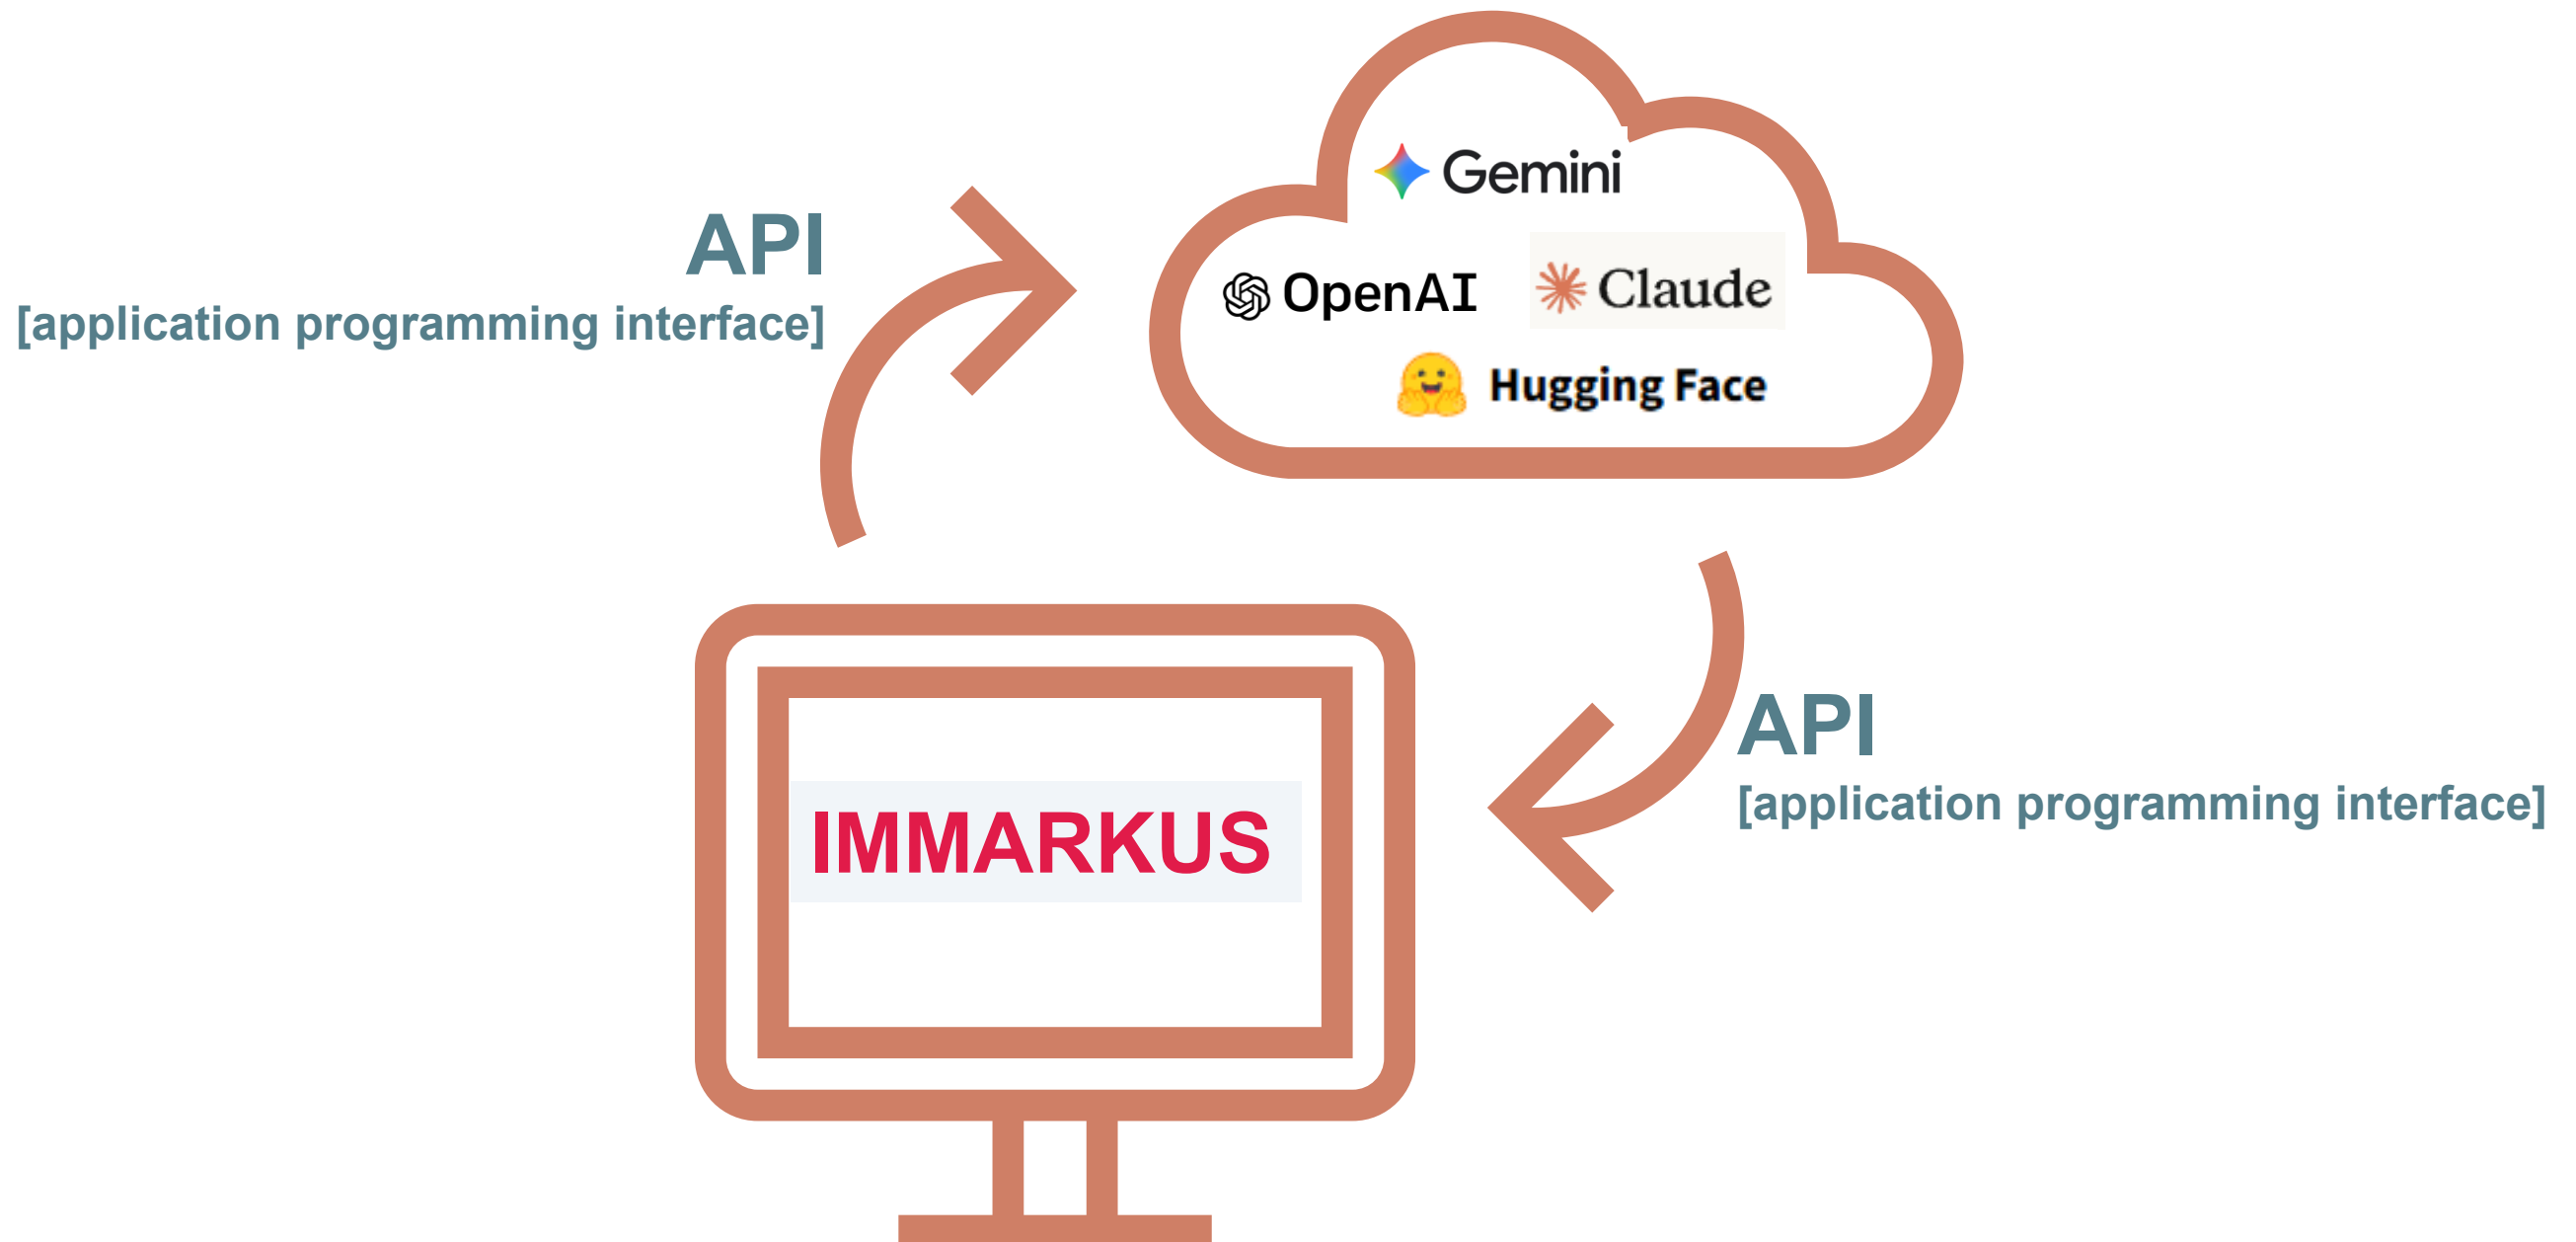 API
[application programming interface]
Gemini
OpenAI
Claude
Hugging Face
IMMARKUS
API
[application programming interface]